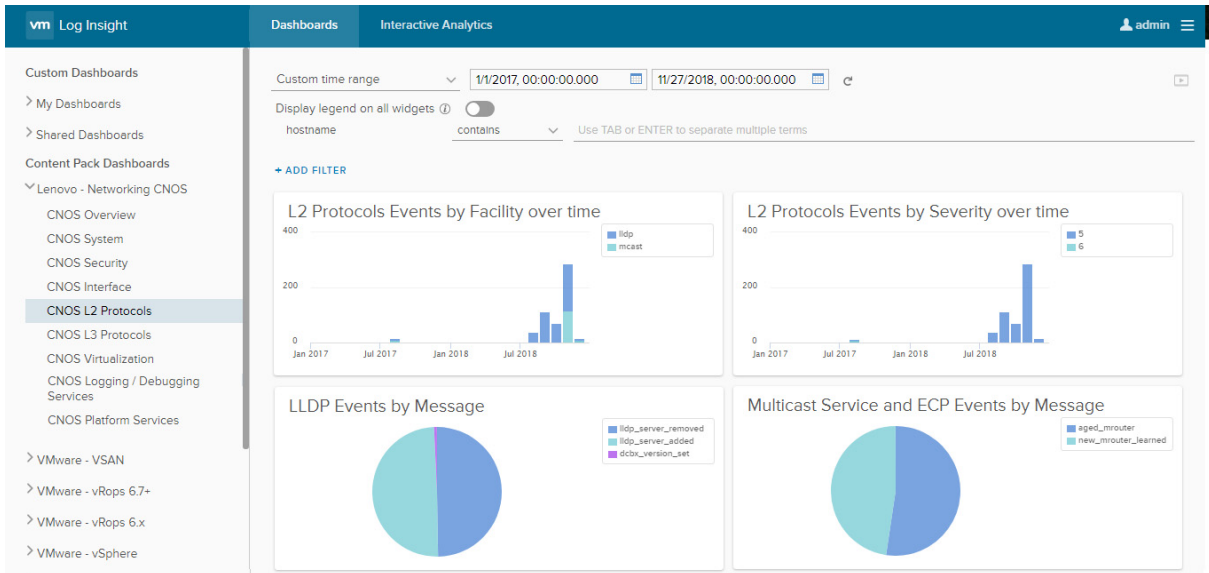 vm Log Insight
Dashboards
Interactive Analytics
admin
Custom Dashboards
My Dashboards
Shared Dashboards
Content Pack Dashboards
Lenovo - Networking CNOS
CNOS Overview
CNOS System
CNOS Security
CNOS Interface
CNOS L2 Protocols
CNOS L3 Protocols
CNOS Virtualization
CNOS Logging / Debugging
Services
CNOS Platform Services
VMware - VSAN
VMware - vRops 6.7+
VMware - vRops 6.x
VMware - vSphere
Custom time range
1/1/2017, 00:00:00.000
11/27/2018, 00:00:00.000
Display legend on all widgets
hostname
contains
Use TAB or ENTER to separate multiple terms
+ ADD FILTER
L2 Protocols Events by Facility over time
400
200
0
Jan 2017 Jul 2017 Jan 2018 Jul 2018
lldp
mcast
L2 Protocols Events by Severity over time
400
200
0
Jan 2017 Jul 2017 Jan 2018 Jul 2018
5
6
LLDP Events by Message
lldp_server_removed
lldp_server_added
dcbx_version_set
Multicast Service and ECP Events by Message
aged_mrouter
new_mrouter_learned